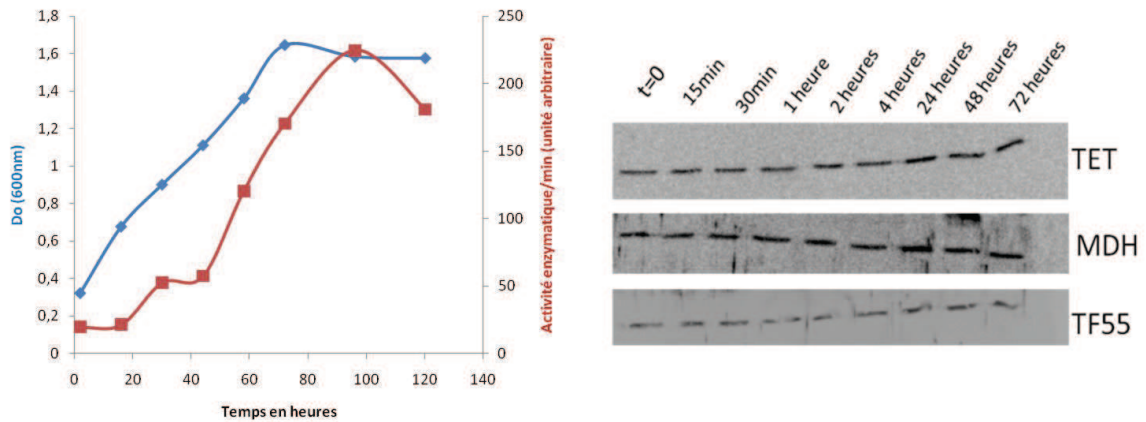 1,8
1,6
1,4
1,2
1
0,8
0,6
0,4
0,2
0
Do (600nm)
250
200
150
100
50
0
Activité enzymatique/min (unité arbitraire)
0 20 40 60 80 100 120 140
Temps en heures
t=0 15min 30min 1 heure 2 heures 4 heures 24 heures 48 heures 72 heures
TET
MDH
TF55